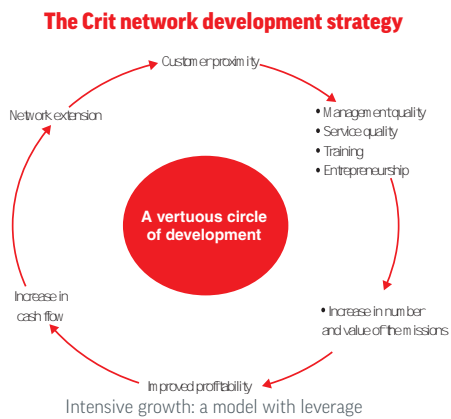 The Crit network development strategy
Customer proximity
• Management quality
• Service quality
• Training
• Entrepreneurship
Network extension
A vertuous circle
of development
Increase in
cash flow
• Increase in number
and value of the missions
Improved profitability
Intensive growth: a model with leverage